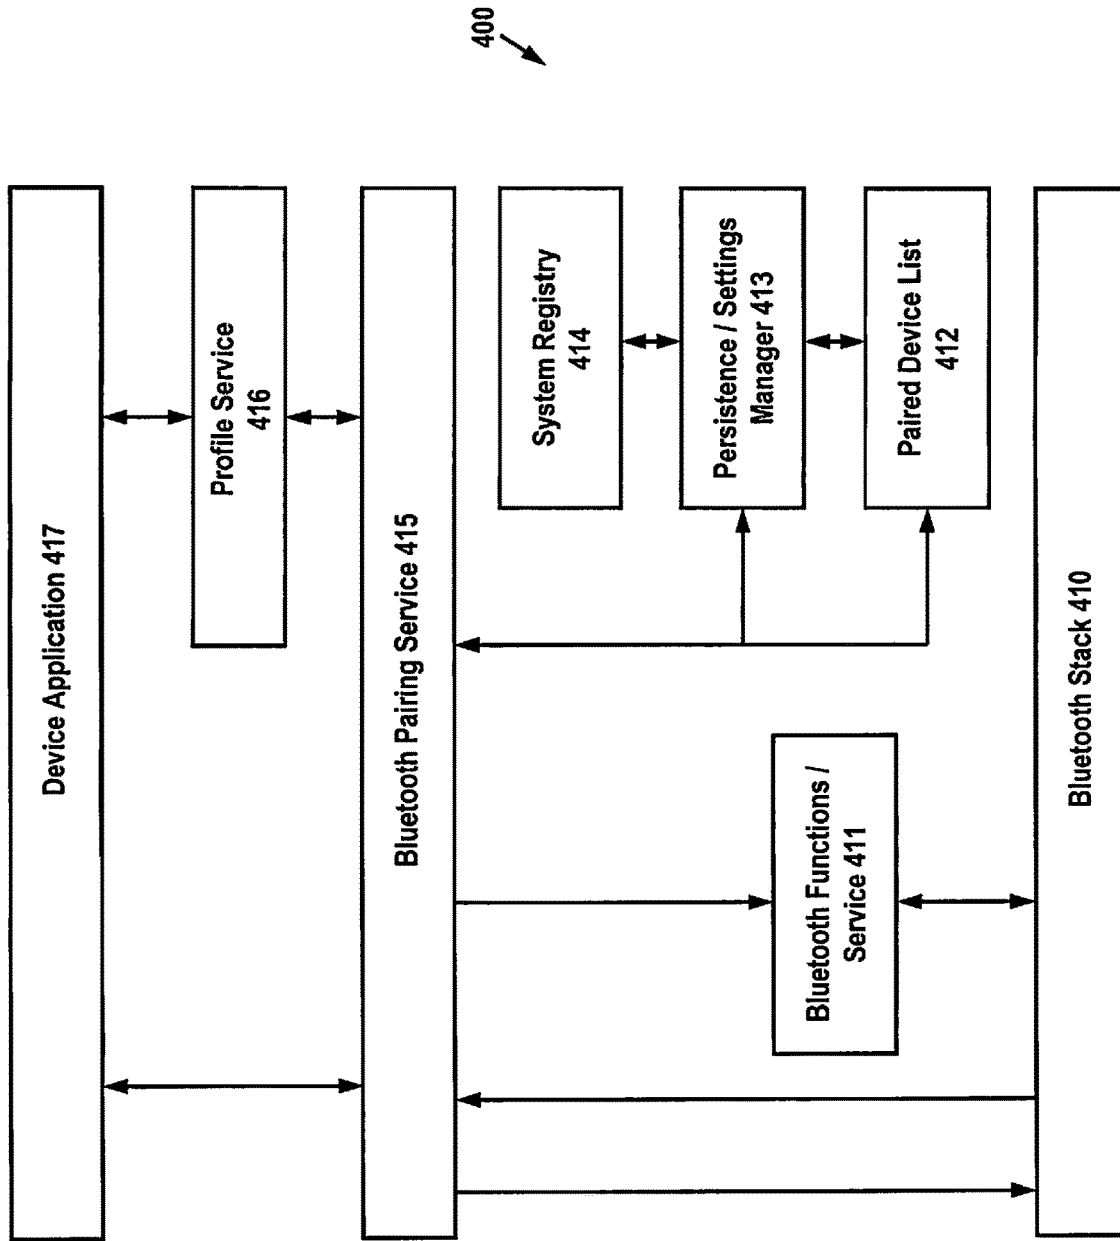 400
Device Application 417
Profile Service
416
Bluetooth Pairing Service 415
System Registry
414
Persistence / Settings
Manager 413
Paired Device List
412
Bluetooth Functions /
Service 411
Bluetooth Stack 410